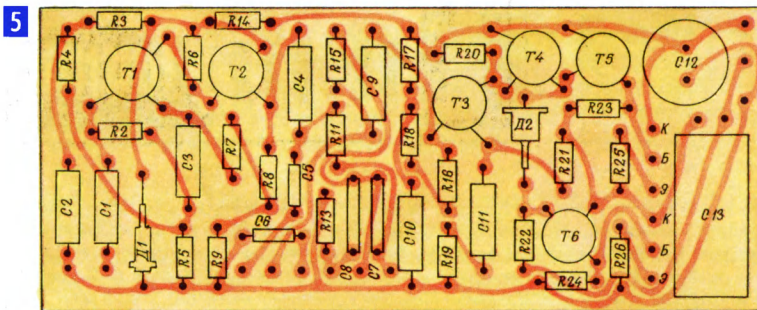 5
R3 R14
R4 T1 R6 T2 C4 R15 C9 R17 R20 T4 T5 C12
T3 Д2 R23
R2 C3 R7 R11 R18 К
R8 C5 R16 R21 R25 Б
C2 C1 R13 C10 C11 Э
Д1 C6 R22 T6 К C13
R5 R9 C8 C7 R19 R26 Б
R24 Э